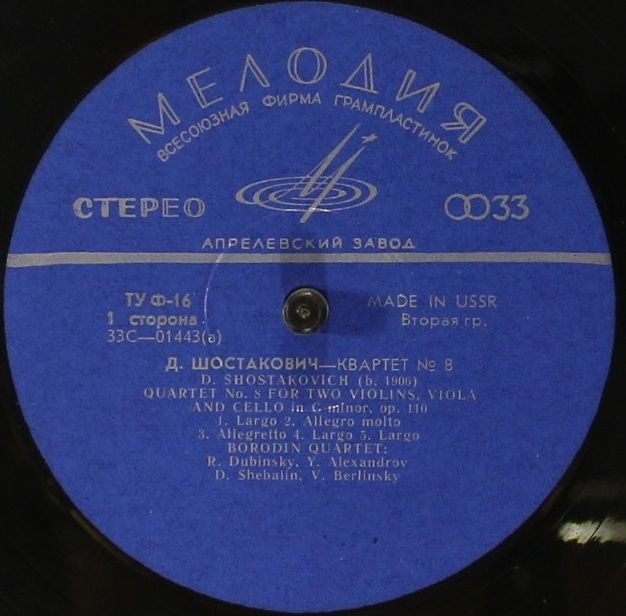 МЕЛОДИЯ
ВСЕСОЮЗНАЯ ФИРМА ГРАМПЛАСТИНОК
СТЕРЕО
33
АПРЕЛЕВСКИЙ ЗАВОД
ТУ Ф-16 MADE IN USSR
1 сторона Вторая гр.
33С—01443(а)
Д. ШОСТАКОВИЧ—КВАРТЕТ № 8
D. SHOSTAKOVICH (b. 1906)
QUARTET No. 8 FOR TWO VIOLINS, VIOLA
AND CELLO in C minor, op. 110
1. Largo 2. Allegro molto
3. Allegretto 4. Largo 5. Largo
BORODIN QUARTET:
R. Dubinsky, Y. Alexandrov
D. Shebalin, V. Berlinsky